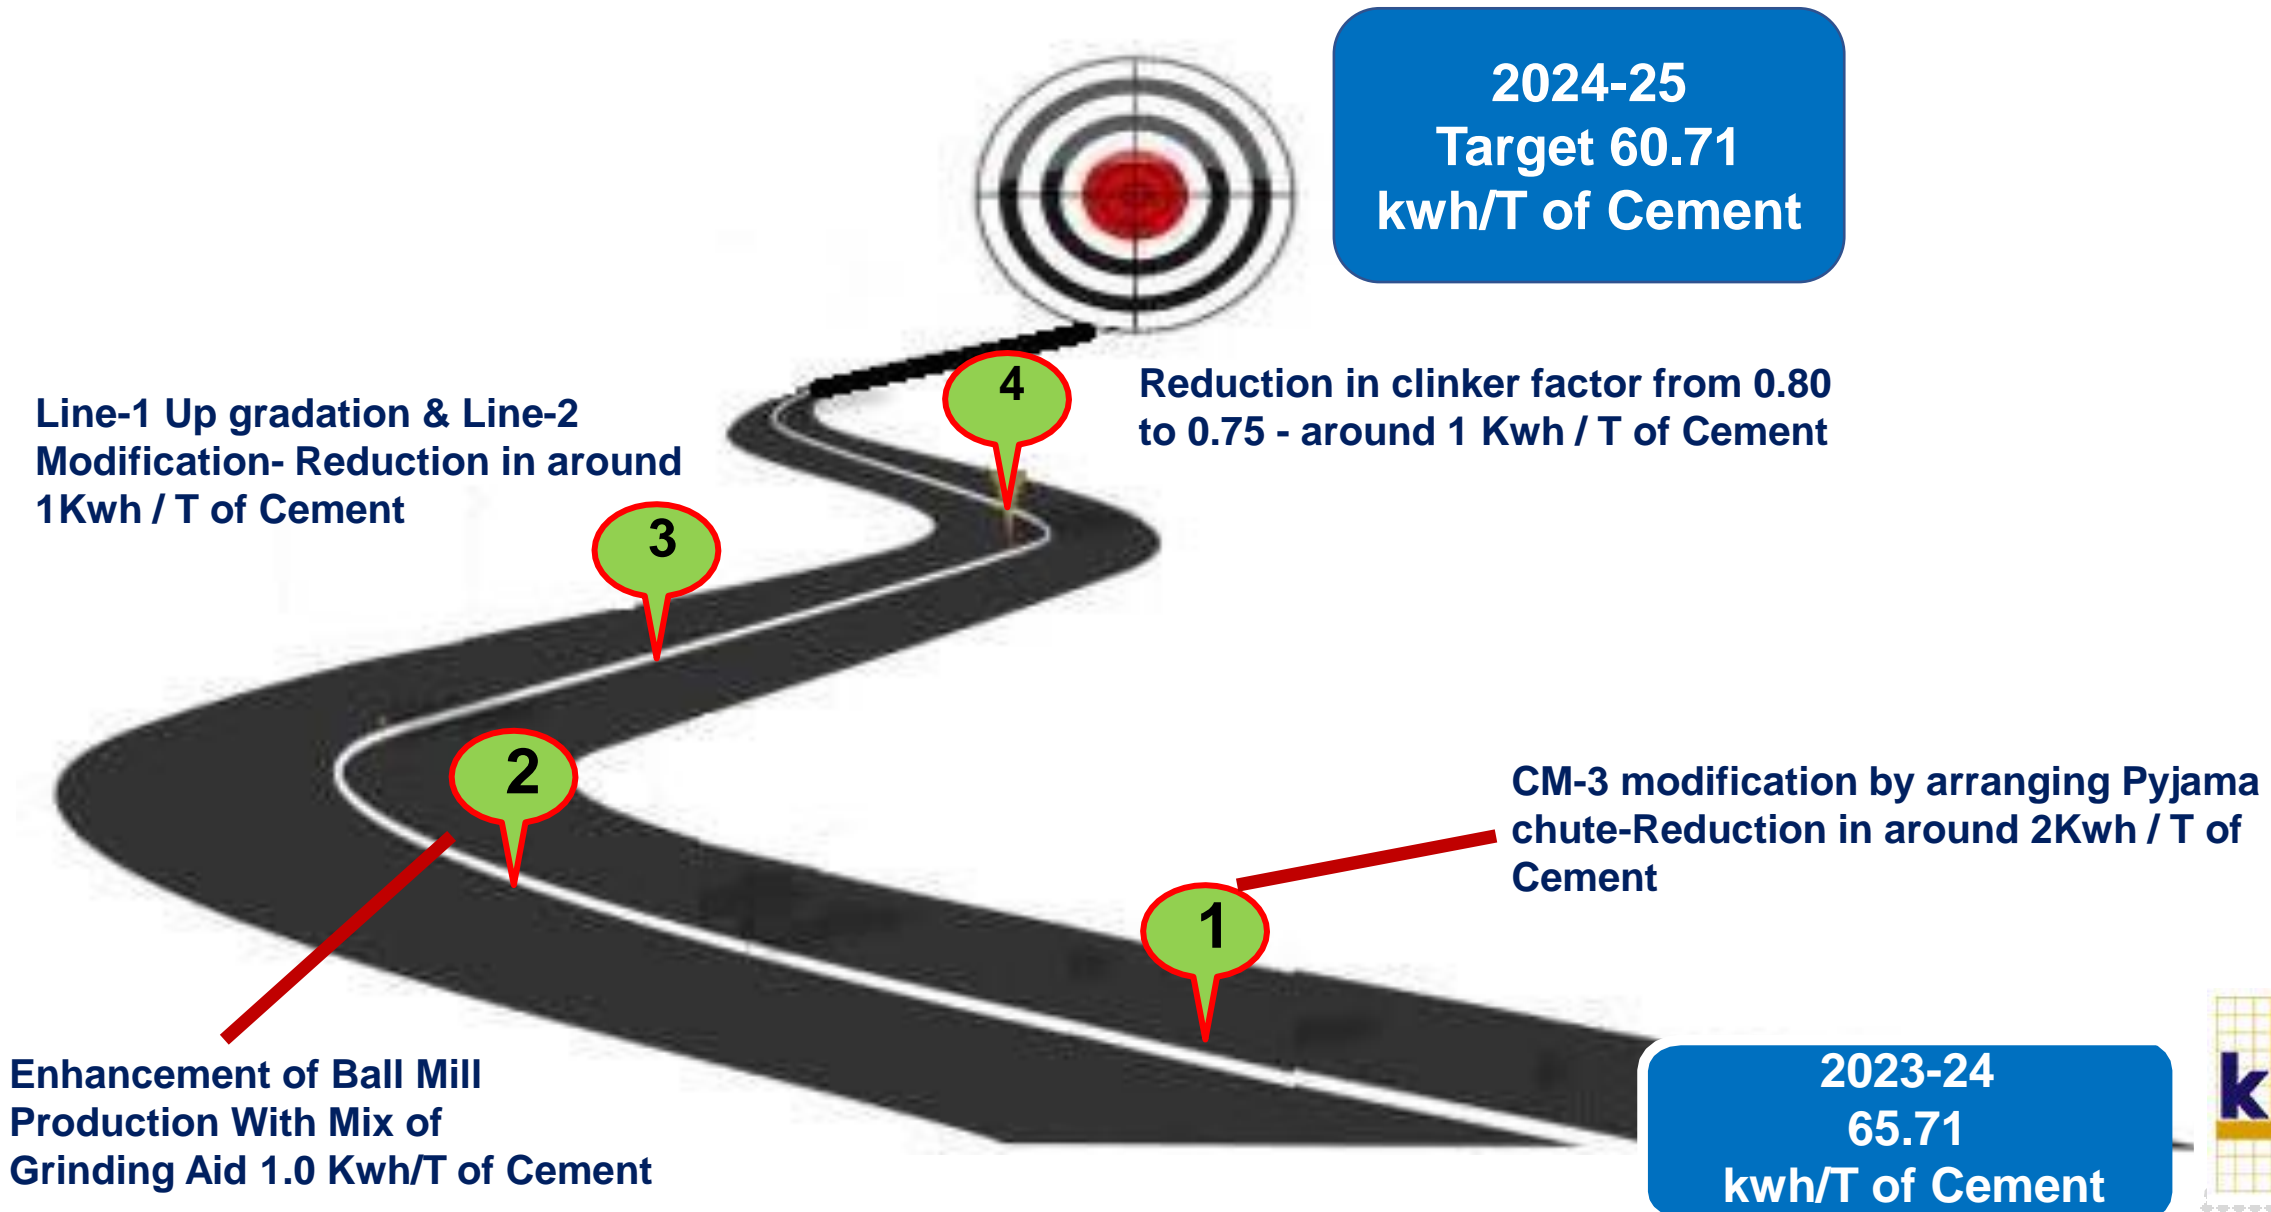 2024-25
Target 60.71
kwh/T of Cement
4
Reduction in clinker factor from 0.80
to 0.75 - around 1 Kwh / T of Cement
Line-1 Up gradation & Line-2
Modification- Reduction in around
1Kwh / T of Cement
3
2
CM-3 modification by arranging Pyjama
chute-Reduction in around 2Kwh / T of
Cement
1
Enhancement of Ball Mill
Production With Mix of
Grinding Aid 1.0 Kwh/T of Cement
2023-24
65.71
kwh/T of Cement
k